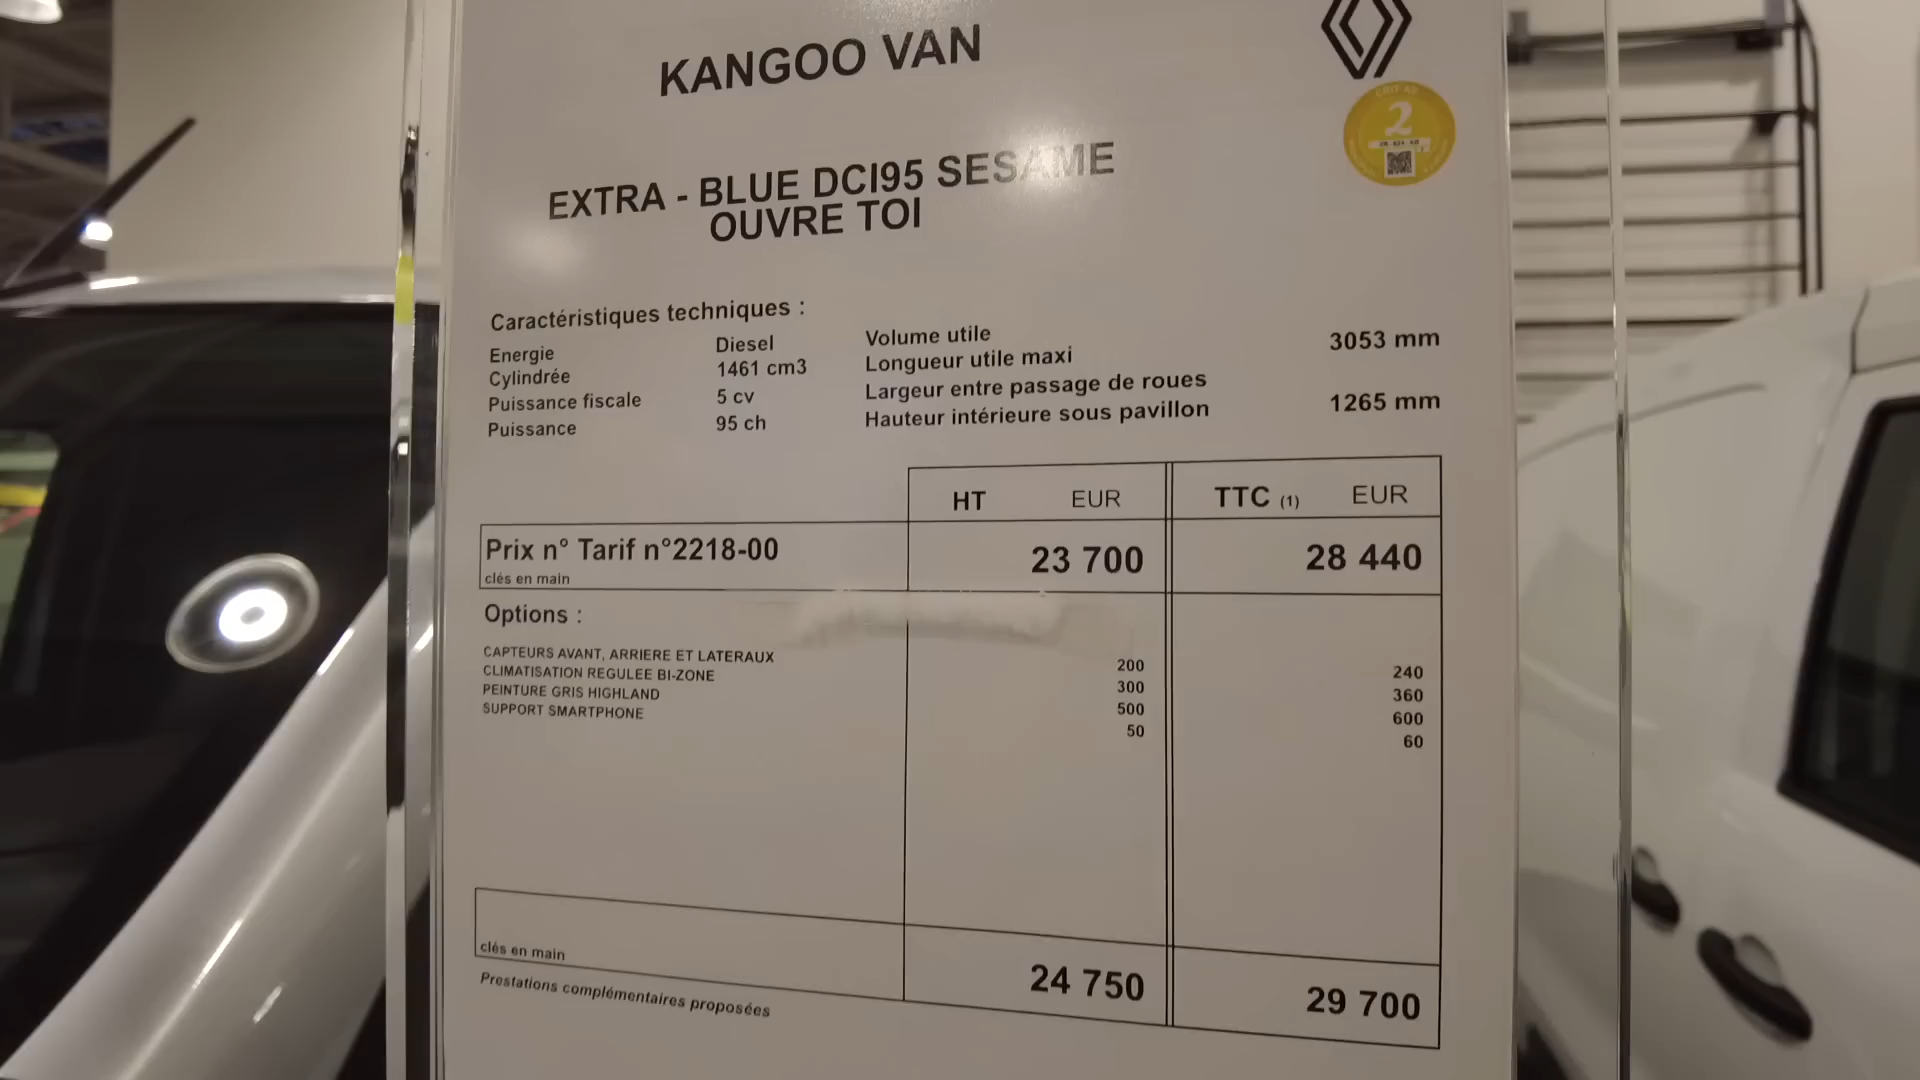 KANGOO VAN
2
EXTRA - BLUE DCI95 SESAME
OUVRE TOI
Caractéristiques techniques :
Energie Diesel
Cylindrée 1461 cm3
Puissance fiscale 5 cv
Puissance 95 ch
Volume utile
Longueur utile maxi 3053 mm
Largeur entre passage de roues
Hauteur intérieure sous pavillon 1265 mm
HT EUR TTC (1) EUR
Prix n° Tarif n°2218-00 23 700 28 440
clés en main
Options :
CAPTEURS AVANT, ARRIERE ET LATERAUX 200 240
CLIMATISATION REGULEE BI-ZONE 300 360
PEINTURE GRIS HIGHLAND 500 600
SUPPORT SMARTPHONE 50 60
clés en main 24 750 29 700
Prestations complémentaires proposées